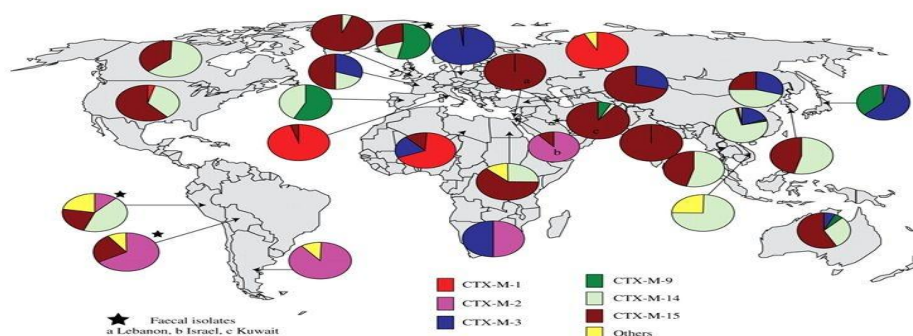 a
c
b
CTX-M-1
CTX-M-2
CTX-M-3
CTX-M-9
CTX-M-14
CTX-M-15
Others
Faecal isolates
a Lebanon, b Israel, c Kuwait